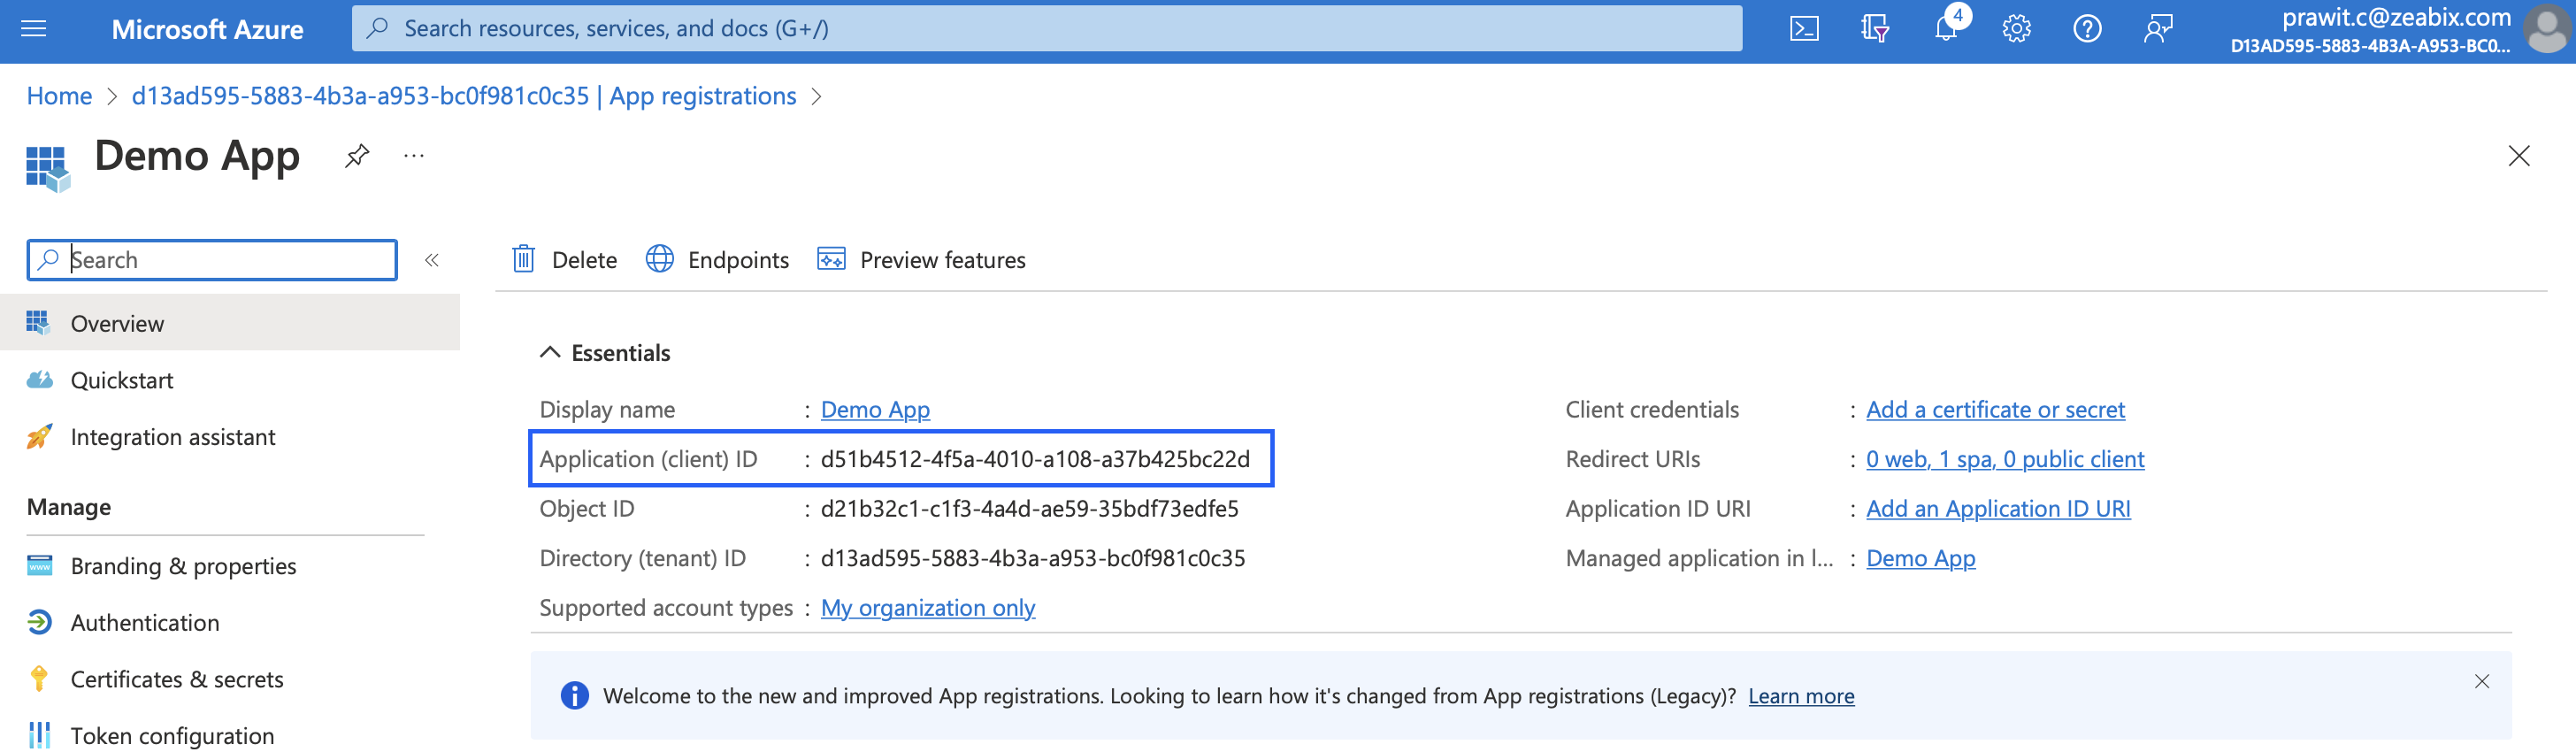 Microsoft Azure
Search resources, services, and docs (G+/)
4
prawit.c@zeabix.com
D13AD595-5883-4B3A-A953-BC0...
Home > d13ad595-5883-4b3a-a953-bc0f981c0c35 | App registrations >
Demo App
...
Search
«
Delete
Endpoints
Preview features
Overview
Quickstart
Integration assistant
Manage
Branding & properties
Authentication
Certificates & secrets
Token configuration
Essentials
Display name : Demo App
Application (client) ID : d51b4512-4f5a-4010-a108-a37b425bc22d
Object ID : d21b32c1-c1f3-4a4d-ae59-35bdf73edfe5
Directory (tenant) ID : d13ad595-5883-4b3a-a953-bc0f981c0c35
Supported account types : My organization only
Client credentials : Add a certificate or secret
Redirect URIs : 0 web, 1 spa, 0 public client
Application ID URI : Add an Application ID URI
Managed application in l... : Demo App
Welcome to the new and improved App registrations. Looking to learn how it's changed from App registrations (Legacy)? Learn more